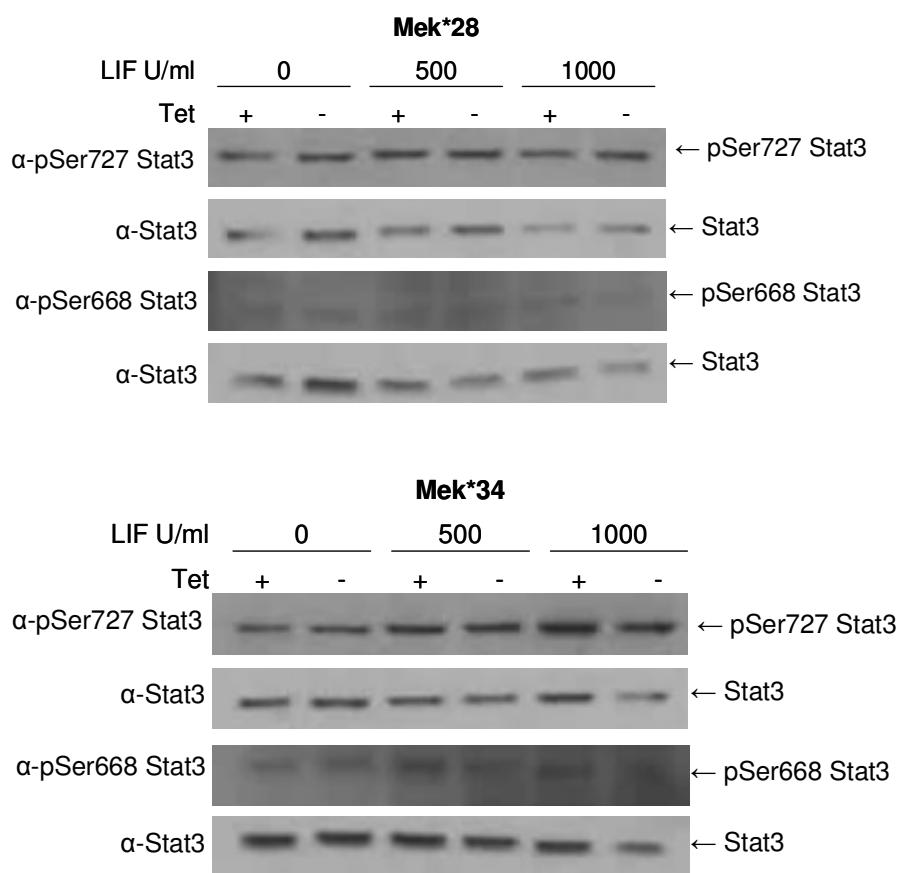 Mek*28
LIF U/ml 0 500 1000
Tet + - + - + -
α-pSer727 Stat3 ← pSer727 Stat3
α-Stat3 ← Stat3
α-pSer668 Stat3 ← pSer668 Stat3
α-Stat3 ← Stat3
Mek*34
LIF U/ml 0 500 1000
Tet + - + - + -
α-pSer727 Stat3 ← pSer727 Stat3
α-Stat3 ← Stat3
α-pSer668 Stat3 ← pSer668 Stat3
α-Stat3 ← Stat3